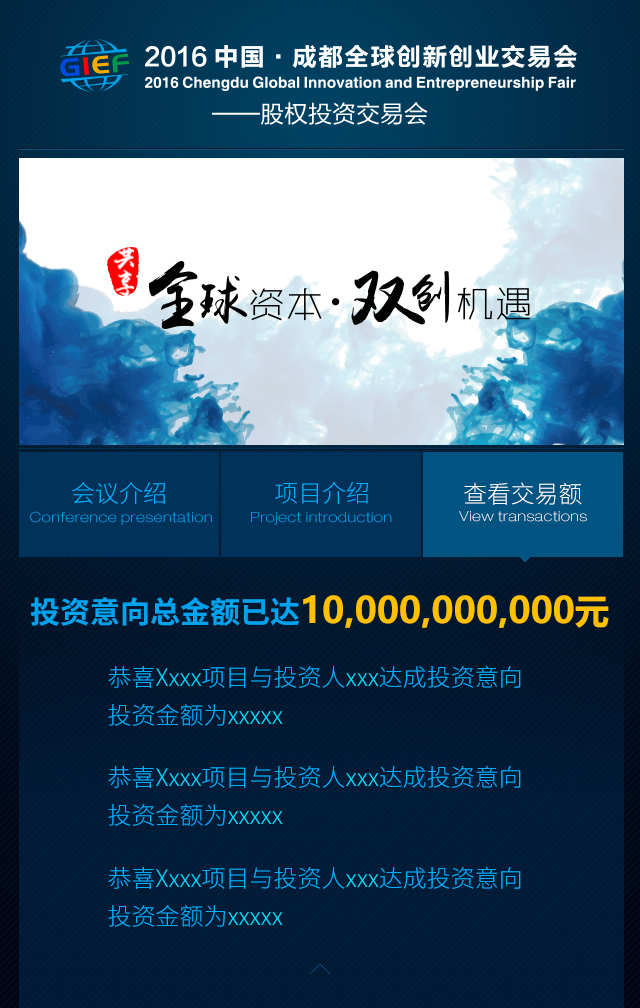 GIEF
2016 中国·成都全球创新创业交易会
2016 Chengdu Global Innovation and Entrepreneurship Fair
——股权投资交易会
共享
全球资本·双创机遇
会议介绍
Conference presentation
项目介绍
Project introduction
查看交易额
View transactions
投资意向总金额已达10,000,000,000元
恭喜Xxxx项目与投资人xxx达成投资意向
投资金额为xxxxx
恭喜Xxxx项目与投资人xxx达成投资意向
投资金额为xxxxx
恭喜Xxxx项目与投资人xxx达成投资意向
投资金额为xxxxx